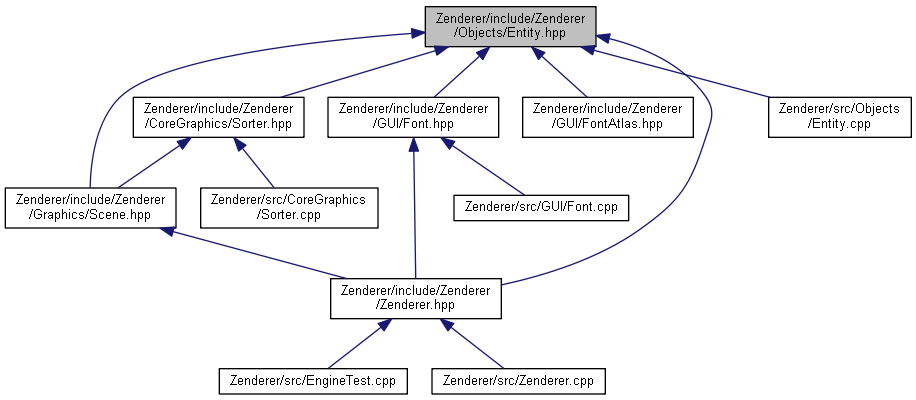 Zenderer/include/Zenderer
/Objects/Entity.hpp
Zenderer/include/Zenderer
/CoreGraphics/Sorter.hpp
Zenderer/include/Zenderer
/GUI/Font.hpp
Zenderer/include/Zenderer
/GUI/FontAtlas.hpp
Zenderer/src/Objects
/Entity.cpp
Zenderer/include/Zenderer
/Graphics/Scene.hpp
Zenderer/src/CoreGraphics
/Sorter.cpp
Zenderer/src/GUI/Font.cpp
Zenderer/include/Zenderer
/Zenderer.hpp
Zenderer/src/EngineTest.cpp
Zenderer/src/Zenderer.cpp